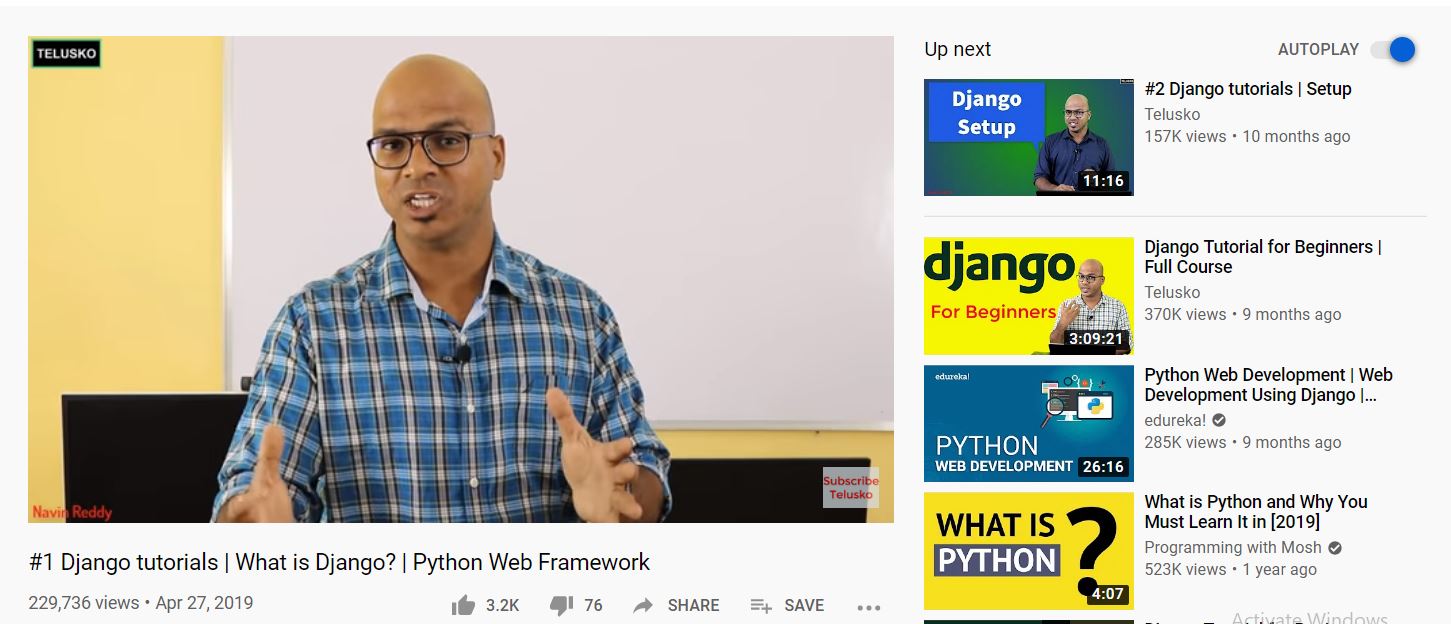 TELUSKO
Subscribe
Telusko
Navin Reddy
#1 Django tutorials | What is Django? | Python Web Framework
229,736 views • Apr 27, 2019
3.2K
76
SHARE
SAVE
Up next
AUTOPLAY
Django
Setup
11:16
#2 Django tutorials | Setup
Telusko
157K views • 10 months ago
django
For Beginners
3:09:21
Django Tutorial for Beginners |
Full Course
Telusko
370K views • 9 months ago
edureka!
PYTHON
WEB DEVELOPMENT
26:16
Python Web Development | Web
Development Using Django |...
edureka!
285K views • 9 months ago
WHAT IS
PYTHON
?
4:07
What is Python and Why You
Must Learn It in [2019]
Programming with Mosh
523K views • 1 year ago
Activate Windows